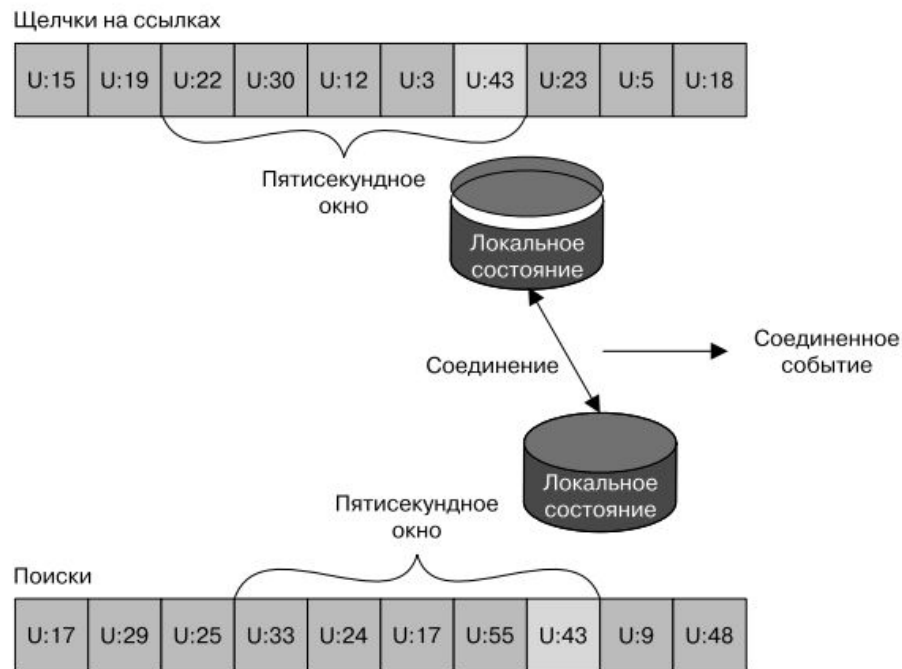 Щелчки на ссылках
U:15 U:19 U:22 U:30 U:12 U:3 U:43 U:23 U:5 U:18
Пятисекундное
окно
Локальное
состояние
Соединение
Соединенное
событие
Локальное
состояние
Пятисекундное
окно
Поиски
U:17 U:29 U:25 U:33 U:24 U:17 U:55 U:43 U:9 U:48